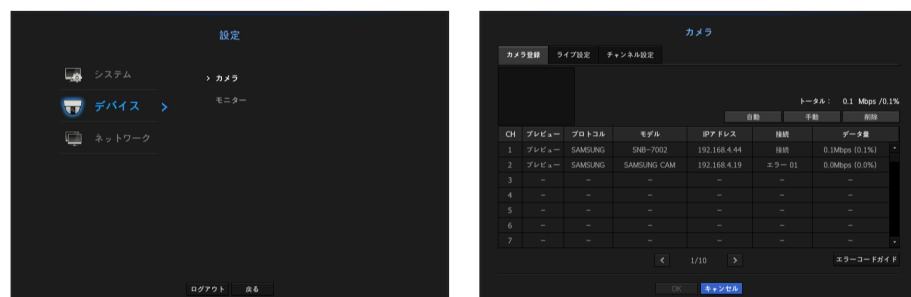 設定
システム
デバイス >
ネットワーク
> カメラ
モニター
ログアウト 戻る
カメラ
カメラ登録 ライブ設定 チャンネル設定
トータル : 0.1 Mbps /0.1%
自動 手動 削除
CH プレビュー プロトコル モデル IPアドレス 接続 データ量
1 プレビュー SAMSUNG SNB-7002 192.168.4.44 接続 0.1Mbps (0.1%)
2 プレビュー SAMSUNG SAMSUNG CAM 192.168.4.19 エラー 01 0.0Mbps (0.0%)
3 – – – – – –
4 – – – – – –
5 – – – – – –
6 – – – – – –
7 – – – – – –
< 1/10 > エラーコードガイド
OK キャンセル